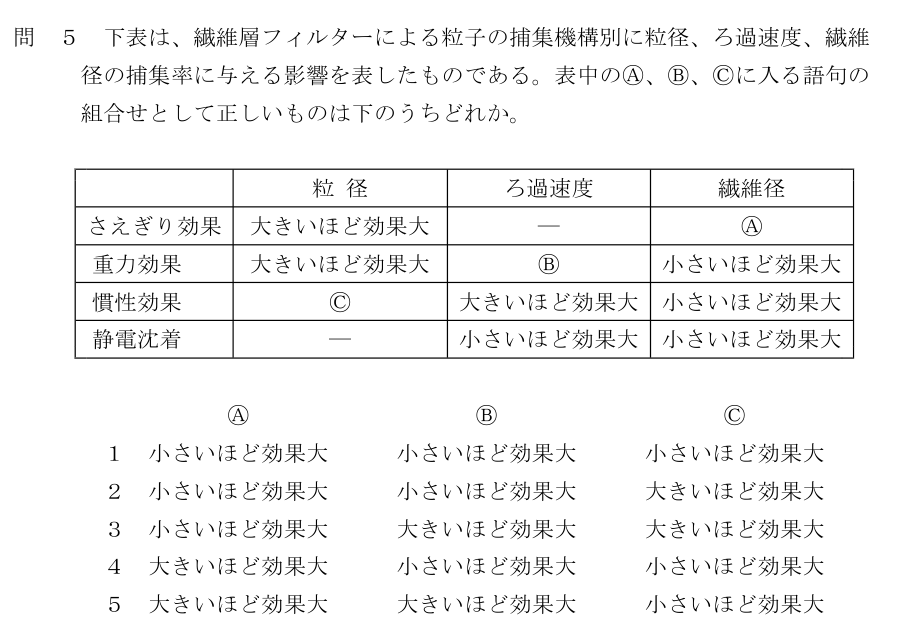 問 5 下表は、繊維層フィルターによる粒子の捕集機構別に粒径、ろ過速度、繊維
径の捕集率に与える影響を表したものである。表中のⒶ、Ⓑ、Ⓒに入る語句の
組合せとして正しいものは下のうちどれか。
粒 径 ろ過速度 繊維径
さえぎり効果 大きいほど効果大 ― Ⓐ
重力効果 大きいほど効果大 Ⓑ 小さいほど効果大
慣性効果 Ⓒ 大きいほど効果大 小さいほど効果大
静電沈着 ― 小さいほど効果大 小さいほど効果大
Ⓐ Ⓑ Ⓒ
1 小さいほど効果大 小さいほど効果大 小さいほど効果大
2 小さいほど効果大 小さいほど効果大 大きいほど効果大
3 小さいほど効果大 大きいほど効果大 大きいほど効果大
4 大きいほど効果大 小さいほど効果大 小さいほど効果大
5 大きいほど効果大 大きいほど効果大 小さいほど効果大